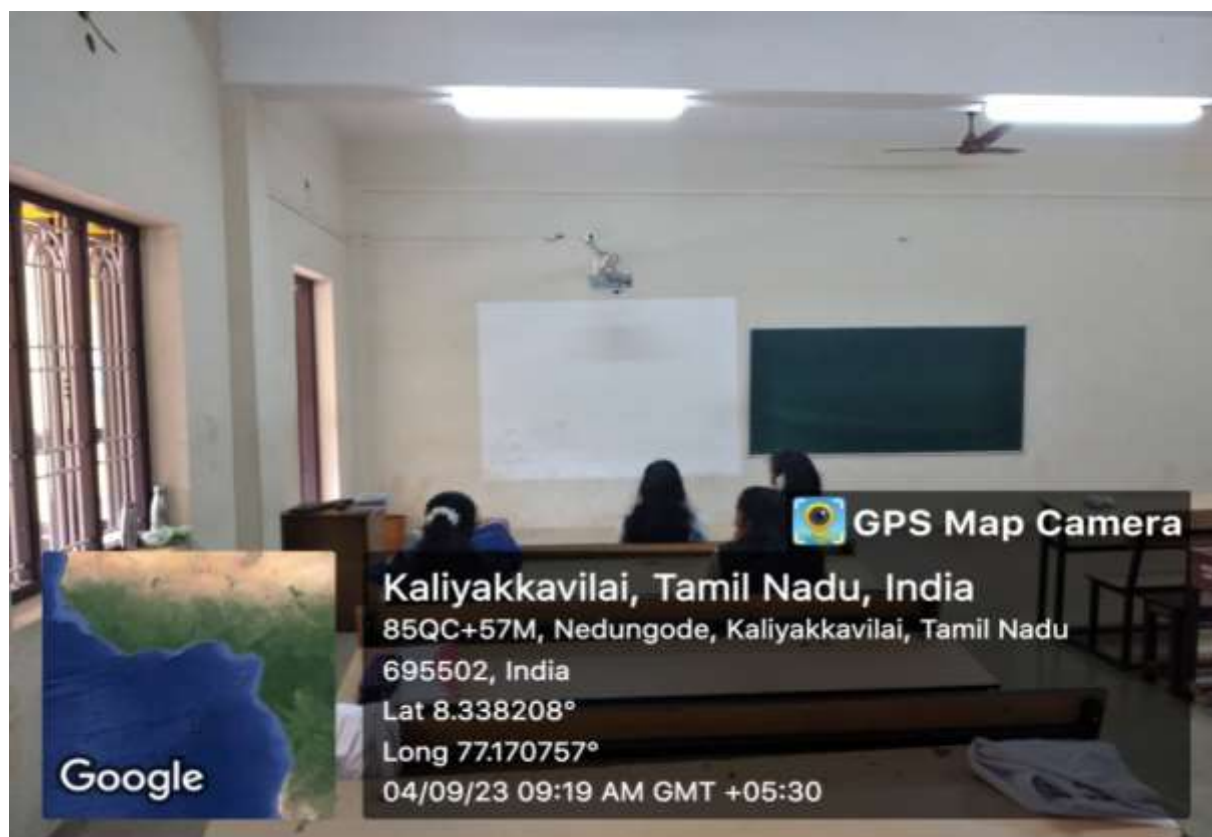 GPS Map Camera
Kaliyakkavilai, Tamil Nadu, India
85QC+57M, Nedungode, Kaliyakkavilai, Tamil Nadu
695502, India
Lat 8.338208°
Long 77.170757°
04/09/23 09:19 AM GMT +05:30
Google